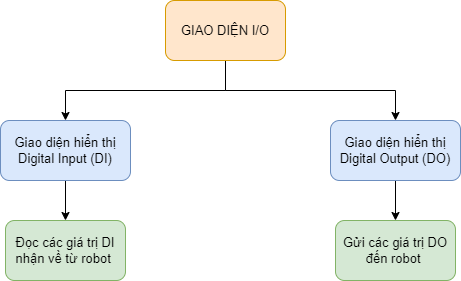 GIAO DIỆN I/O
Giao diện hiển thị
Digital Input (DI)
Giao diện hiển thị
Digital Output (DO)
Đọc các giá trị DI
nhận về từ robot
Gửi các giá trị DO
đến robot